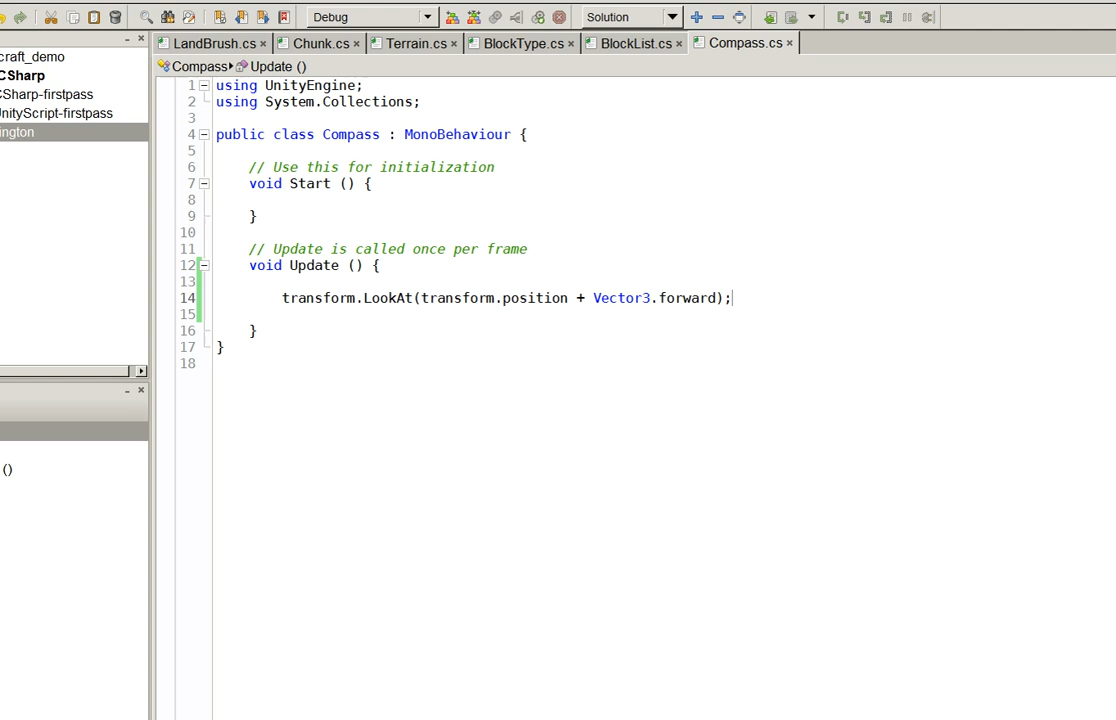 Debug
Solution
craft_demo
CSharp
CSharp-firstpass
UnityScript-firstpass
ington
()
LandBrush.cs ×
Chunk.cs ×
Terrain.cs ×
BlockType.cs ×
BlockList.cs ×
Compass.cs ×
Compass
Update ()
1 using UnityEngine;
2 using System.Collections;
3
4 public class Compass : MonoBehaviour {
5
6 // Use this for initialization
7 void Start () {
8
9 }
10
11 // Update is called once per frame
12 void Update () {
13
14 transform.LookAt(transform.position + Vector3.forward);
15
16 }
17 }
18